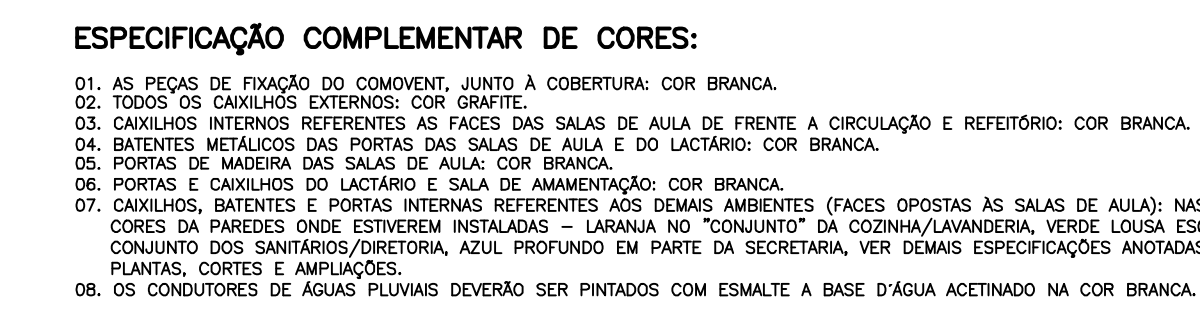 ESPECIFICAÇÃO COMPLEMENTAR DE CORES:
01. AS PEÇAS DE FIXAÇÃO DO COMOVENT, JUNTO À COBERTURA: COR BRANCA.
02. TODOS OS CAIXILHOS EXTERNOS: COR GRAFITE.
03. CAIXILHOS INTERNOS REFERENTES AS FACES DAS SALAS DE AULA DE FRENTE A CIRCULAÇÃO E REFEITÓRIO: COR BRANCA.
04. BATENTES METÁLICOS DAS PORTAS DAS SALAS DE AULA E DO LACTÁRIO: COR BRANCA.
05. PORTAS DE MADEIRA DAS SALAS DE AULA: COR BRANCA.
06. PORTAS E CAIXILHOS DO LACTÁRIO E SALA DE AMAMENTAÇÃO: COR BRANCA.
07. CAIXILHOS, BATENTES E PORTAS INTERNAS REFERENTES AOS DEMAIS AMBIENTES (FACES OPOSTAS ÀS SALAS DE AULA): NAS
CORES DA PAREDES ONDE ESTIVEREM INSTALADAS – LARANJA NO "CONJUNTO" DA COZINHA/LAVANDERIA, VERDE LOUSA
CONJUNTO DOS SANITÁRIOS/DIRETORIA, AZUL PROFUNDO EM PARTE DA SECRETARIA, VER DEMAIS ESPECIFICAÇÕES ANOTADAS
PLANTAS, CORTES E AMPLIAÇÕES.
08. OS CONDUTORES DE ÁGUAS PLUVIAIS DEVERÃO SER PINTADOS COM ESMALTE A BASE D'ÁGUA ACETINADO NA COR BRANCA.